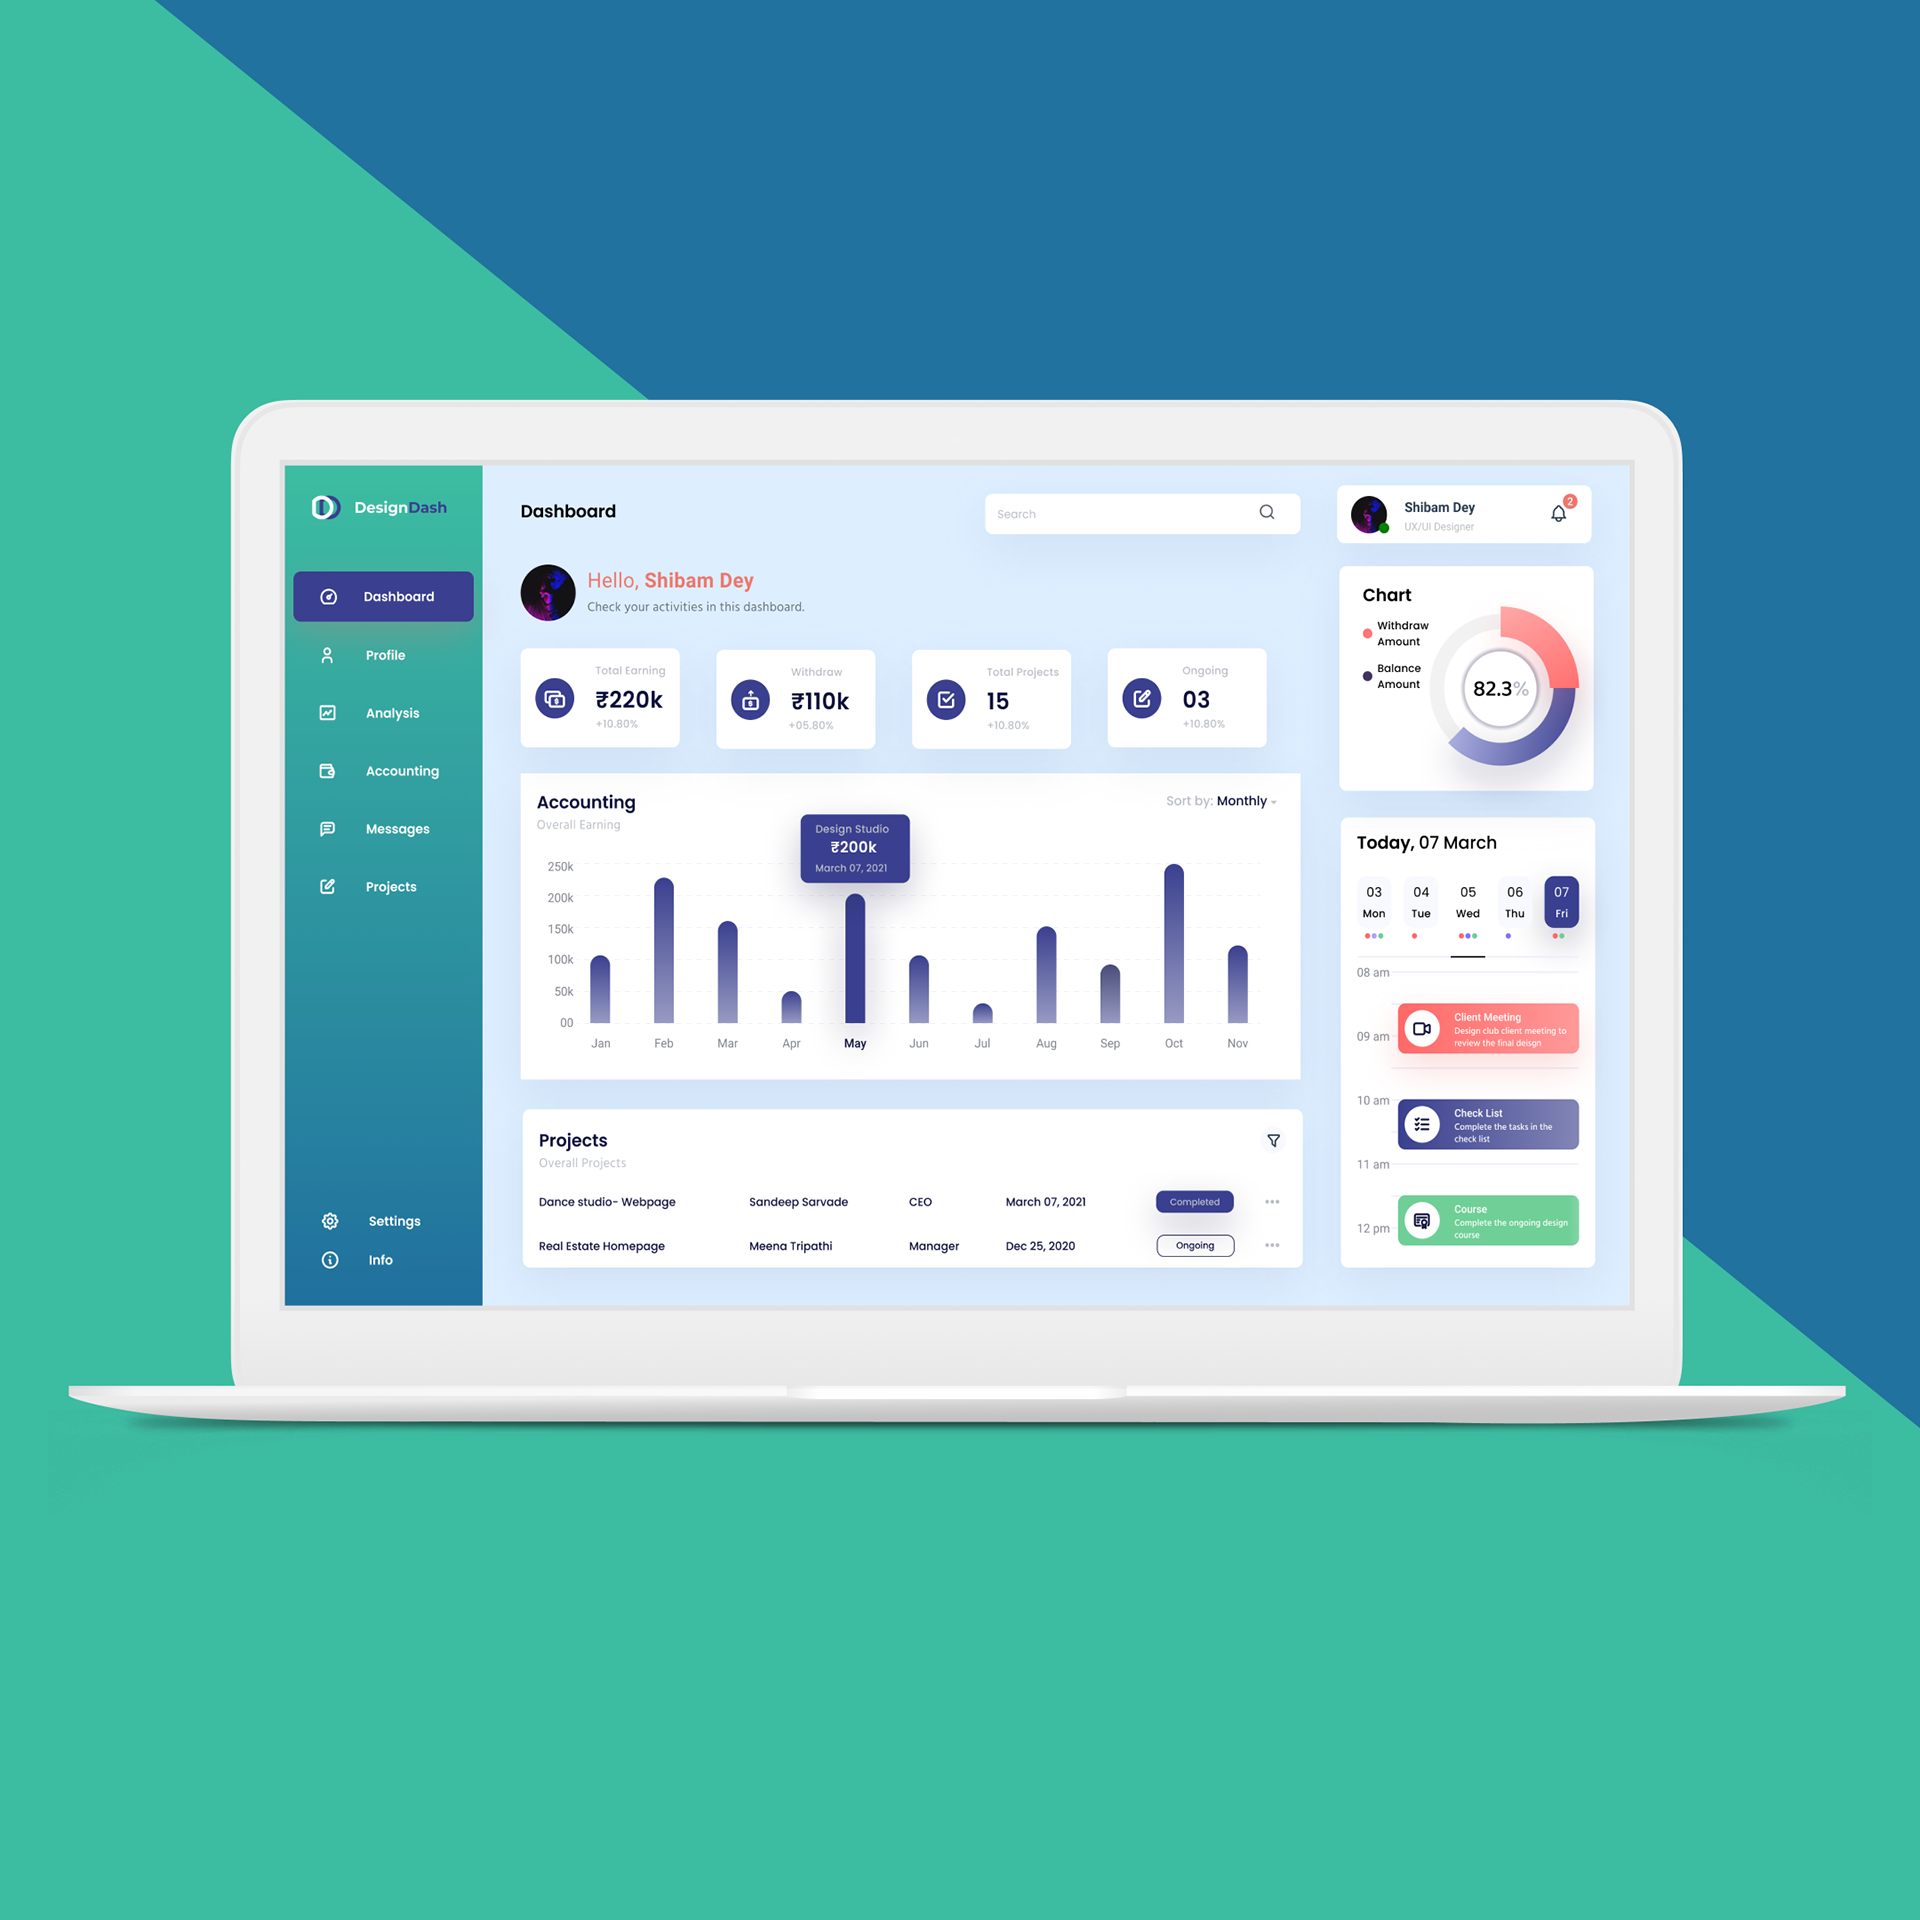 DesignDash
Dashboard
Profile
Analysis
Accounting
Messages
Projects
Settings
Info
Dashboard
Search
Shibam Dey
UX/UI Designer
2
Hello, Shibam Dey
Check your activities in this dashboard.
Total Earning
₹220k
+10.80%
Withdraw
₹110k
+05.80%
Total Projects
15
+10.80%
Ongoing
03
+10.80%
Accounting
Overall Earning
Sort by: Monthly
Design Studio
₹200k
March 07, 2021
250k
200k
150k
100k
50k
00
Jan Feb Mar Apr May Jun Jul Aug Sep Oct Nov
Projects
Overall Projects
Dance studio- Webpage Sandeep Sarvade CEO March 07, 2021 Completed
Real Estate Homepage Meena Tripathi Manager Dec 25, 2020 Ongoing
Chart
Withdraw
Amount
Balance
Amount
82.3%
Today, 07 March
03 04 05 06 07
Mon Tue Wed Thu Fri
08 am
Client Meeting
Design club client meeting to
review the final deisgn
09 am
10 am
Check List
Complete the tasks in the
check list
11 am
Course
Complete the ongoing design
course
12 pm